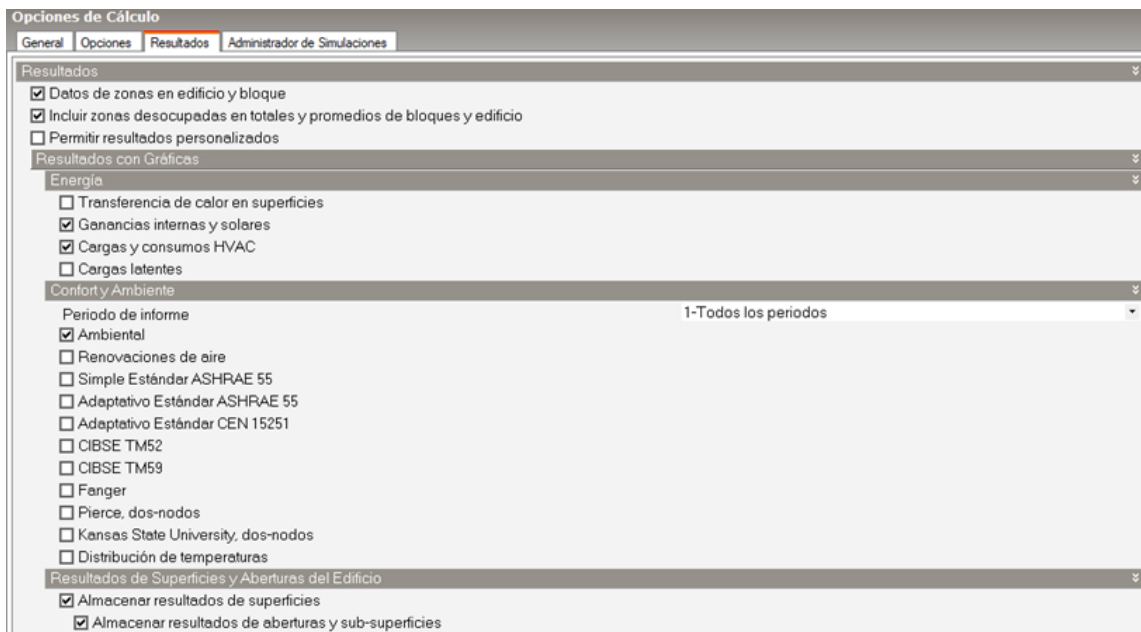 Opciones de Cálculo
General Opciones Resultados Administrador de Simulaciones
Resultados
Datos de zonas en edificio y bloque
Incluir zonas desocupadas en totales y promedios de bloques y edificio
Permitir resultados personalizados
Resultados con Gráficas
Energía
Transferencia de calor en superficies
Ganancias internas y solares
Cargas y consumos HVAC
Cargas latentes
Confort y Ambiente
Periodo de informe 1-Todos los periodos
Ambiental
Renovaciones de aire
Simple Estándar ASHRAE 55
Adaptativo Estándar ASHRAE 55
Adaptativo Estándar CEN 15251
CIBSE TM52
CIBSE TM59
Fanger
Pierce, dos-nodos
Kansas State University, dos-nodos
Distribución de temperaturas
Resultados de Superficies y Aberturas del Edificio
Almacenar resultados de superficies
Almacenar resultados de aberturas y sub-superficies